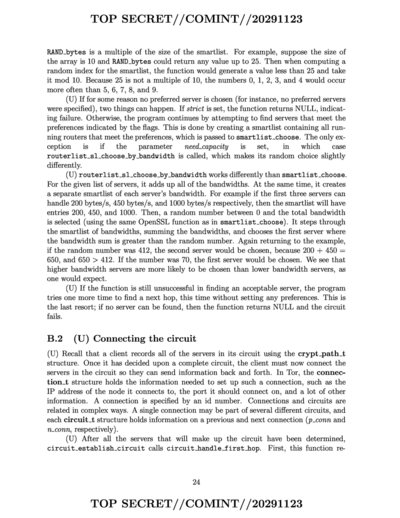 TOP SECRET//COMINT//20291123
RAND_bytes is a multiple of the size of the smartlist. For example, suppose the size of
the array is 10 and RAND_bytes could return any value up to 25. Then when computing a
random index for the smartlist, the function would generate a value less than 25 and take
it mod 10. Because 25 is not a multiple of 10, the numbers 0, 1, 2, 3, and 4 would occur
more often than 5, 6, 7, 8, and 9.
(U) If for some reason no preferred server is chosen (for instance, no preferred servers
were specified), two things can happen. If strict is set, the function returns NULL, indicat-
ing failure. Otherwise, the program continues by attempting to find servers that meet the
preferences indicated by the flags. This is done by creating a smartlist containing all run-
ning routers that meet the preferences, which is passed to smartlist_choose. The only ex-
ception is if the parameter need_capacity is set, in which case
routerlist_sl_choose_by_bandwidth is called, which makes its random choice slightly
differently.
(U) routerlist_sl_choose_by_bandwidth works differently than smartlist_choose.
For the given list of servers, it adds up all of the bandwidths. At the same time, it creates
a separate smartlist of each server's bandwidth. For example if the first three servers can
handle 200 bytes/s, 450 bytes/s, and 1000 bytes/s respectively, then the smartlist will have
entries 200, 450, and 1000. Then, a random number between 0 and the total bandwidth
is selected (using the same OpenSSL function as in smartlist_choose). It steps through
the smartlist of bandwidths, summing the bandwidths, and chooses the first server where
the bandwidth sum is greater than the random number. Again returning to the example,
if the random number was 412, the second server would be chosen, because 200 + 450 =
650, and 650 > 412. If the number was 70, the first server would be chosen. We see that
higher bandwidth servers are more likely to be chosen than lower bandwidth servers, as
one would expect.
(U) If the function is still unsuccessful in finding an acceptable server, the program
tries one more time to find a next hop, this time without setting any preferences. This is
the last resort; if no server can be found, then the function returns NULL and the circuit
fails.
B.2 (U) Connecting the circuit
(U) Recall that a client records all of the servers in its circuit using the crypt_path_t
structure. Once it has decided upon a complete circuit, the client must now connect the
servers in the circuit so they can send information back and forth. In Tor, the connec-
tion_t structure holds the information needed to set up such a connection, such as the
IP address of the node it connects to, the port it should connect on, and a lot of other
information. A connection is specified by an id number. Connections and circuits are
related in complex ways. A single connection may be part of several different circuits, and
each circuit_t structure holds information on a previous and next connection (p_conn and
n_conn, respectively).
(U) After all the servers that will make up the circuit have been determined,
circuit_establish_circuit calls circuit_handle_first_hop. First, this function re-
24
TOP SECRET//COMINT//20291123